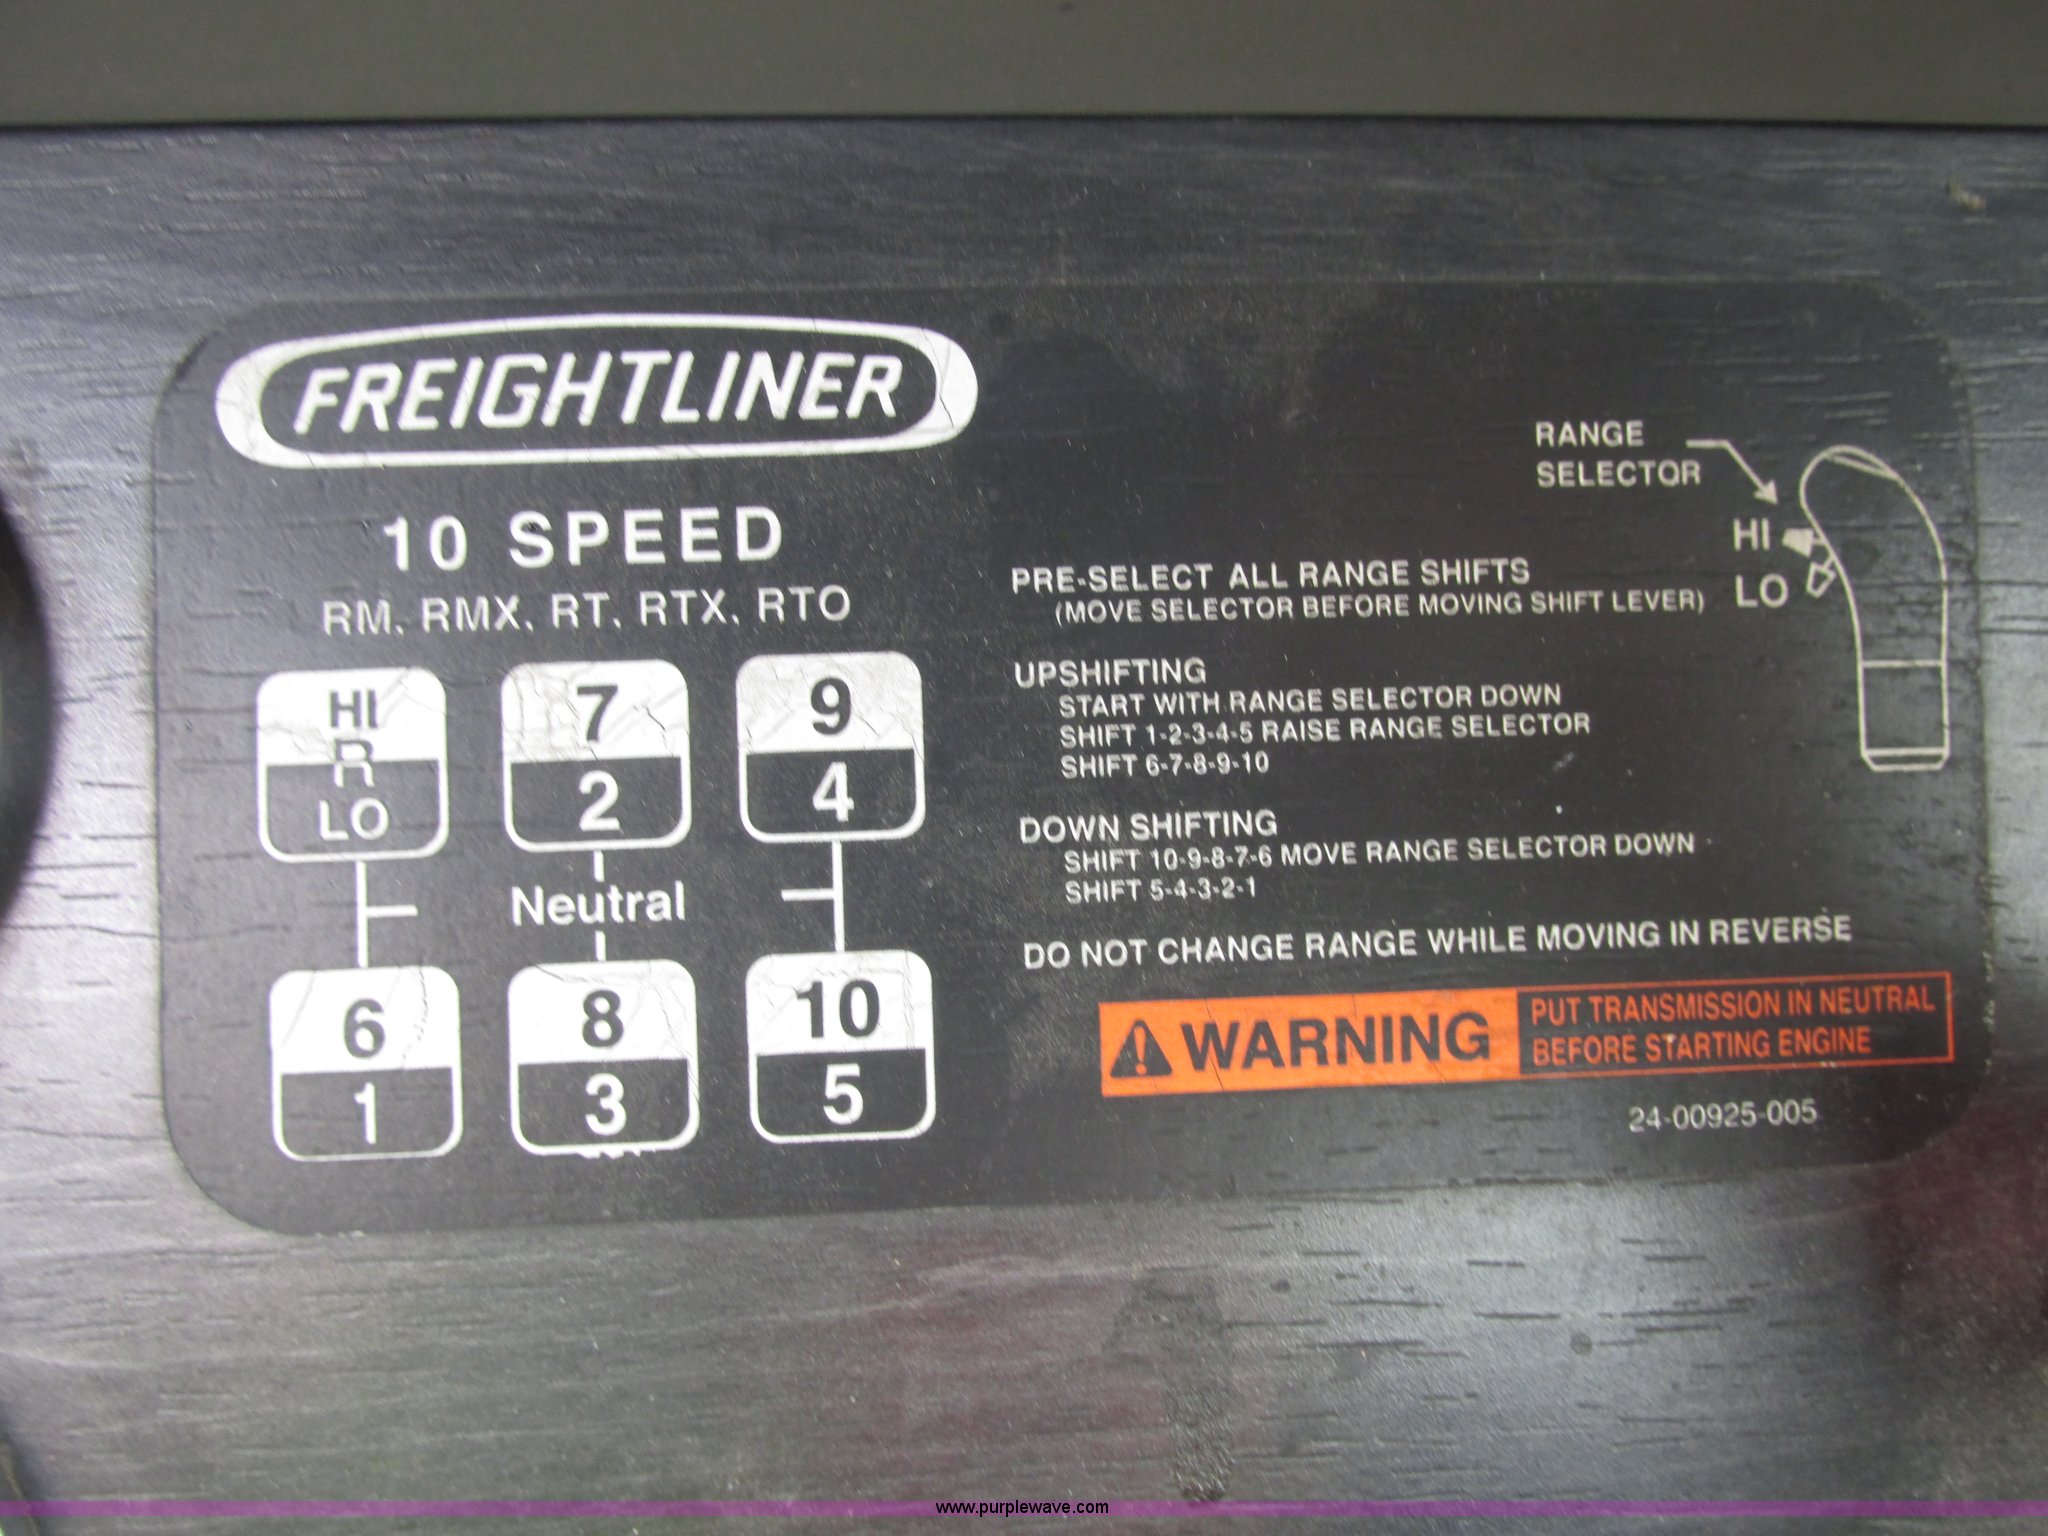 FREIGHTLINER
10 SPEED
RM, RMX, RT, RTX, RTO
HI
R
LO
7
2
9
4
Neutral
6
1
8
3
10
5
RANGE
SELECTOR
HI
LO
PRE-SELECT ALL RANGE SHIFTS
(MOVE SELECTOR BEFORE MOVING SHIFT LEVER)
UPSHIFTING
START WITH RANGE SELECTOR DOWN
SHIFT 1-2-3-4-5 RAISE RANGE SELECTOR
SHIFT 6-7-8-9-10
DOWN SHIFTING
SHIFT 10-9-8-7-6 MOVE RANGE SELECTOR DOWN
SHIFT 5-4-3-2-1
DO NOT CHANGE RANGE WHILE MOVING IN REVERSE
WARNING
PUT TRANSMISSION IN NEUTRAL
BEFORE STARTING ENGINE
24-00925-005
www.purplewave.com